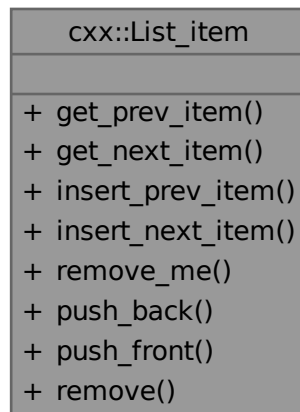 cxx::List_item
+ get_prev_item()
+ get_next_item()
+ insert_prev_item()
+ insert_next_item()
+ remove_me()
+ push_back()
+ push_front()
+ remove()